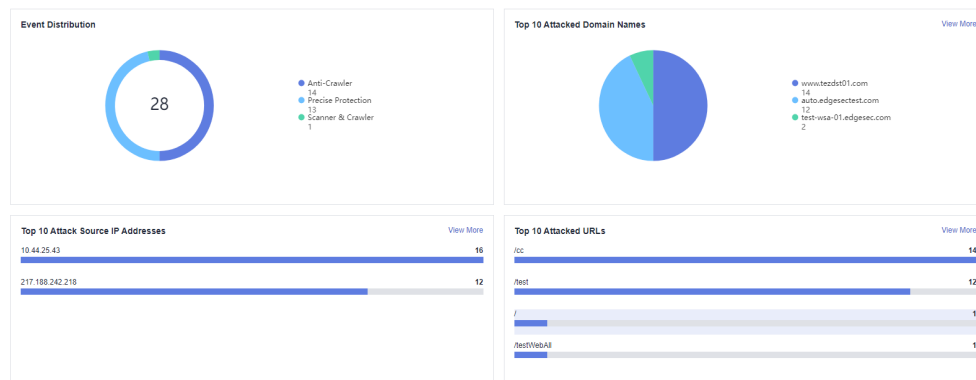 Event Distribution
28
Anti-Crawler
14
Precise Protection
13
Scanner & Crawler
1
Top 10 Attacked Domain Names
View More
www.tezdst01.com
14
auto.edgesectest.com
12
test-wsa-01.edgesec.com
2
Top 10 Attack Source IP Addresses
View More
10.44.25.43
16
217.188.242.218
12
Top 10 Attacked URLs
View More
/cc
14
/test
12
/
1
/testWebAll
1